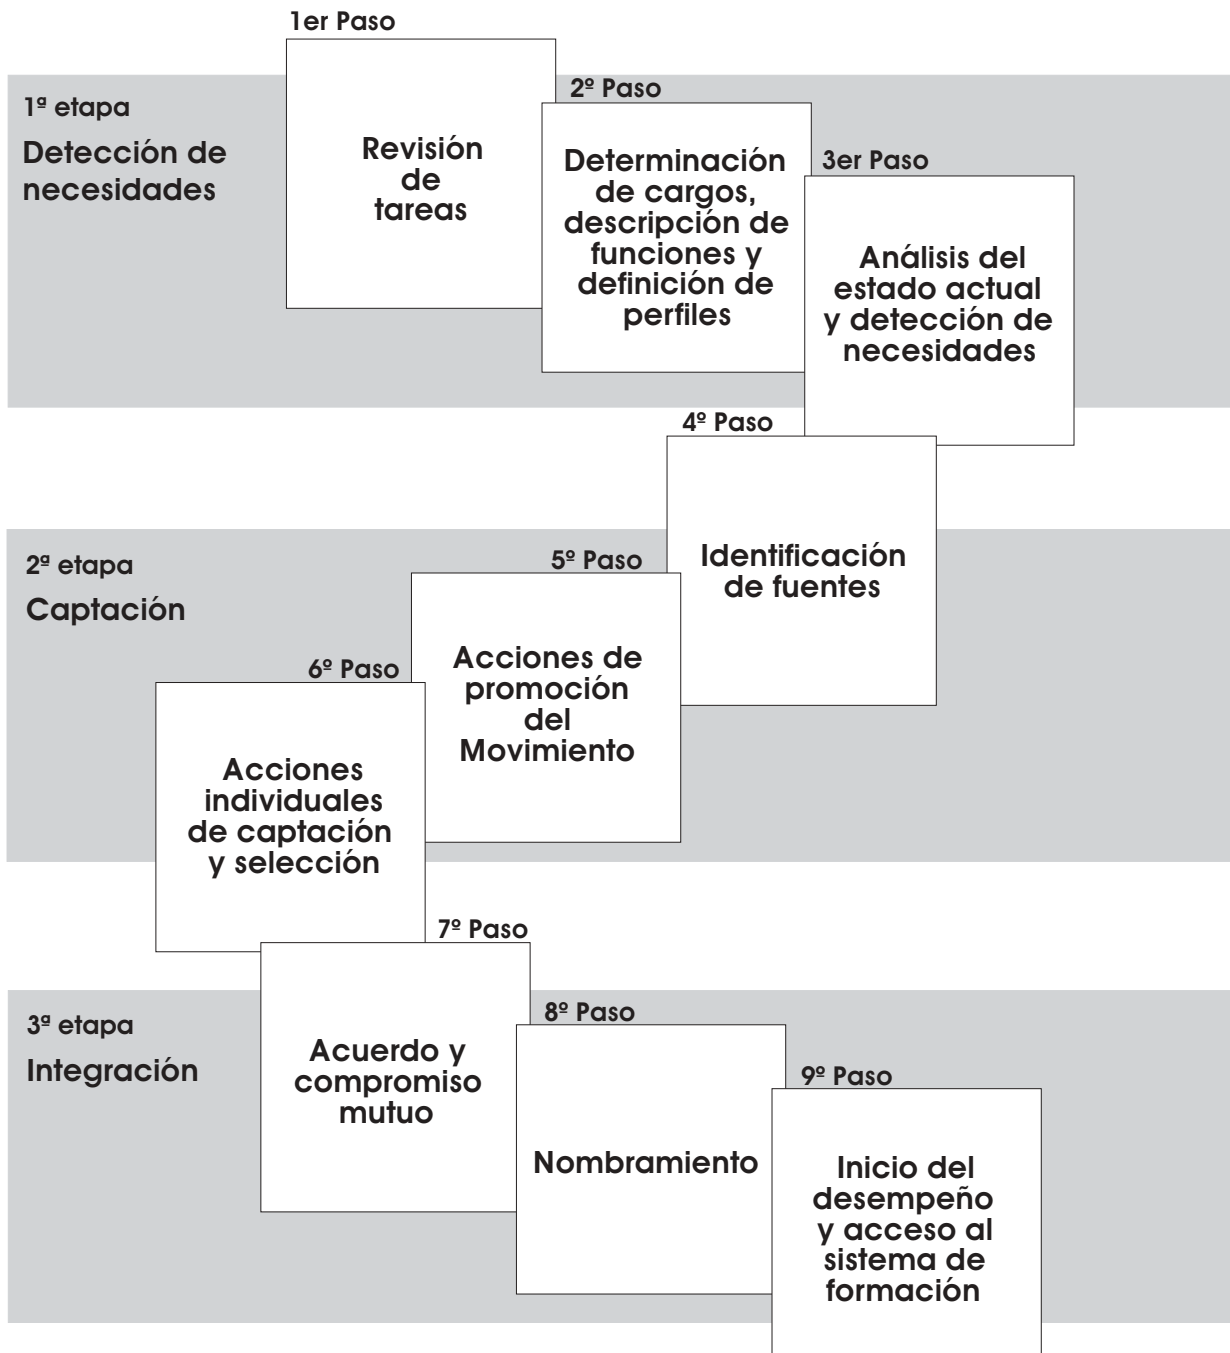 1er Paso
Revisión
de
tareas
1ª etapa
Detección de
necesidades
2º Paso
Determinación
de cargos,
descripción de
funciones y
definición de
perfiles
3er Paso
Análisis del
estado actual
y detección de
necesidades
4º Paso
Identificación
de fuentes
2ª etapa
Captación
5º Paso
Acciones de
promoción
del
Movimiento
6º Paso
Acciones
individuales
de captación
y selección
7º Paso
Acuerdo y
compromiso
mutuo
3ª etapa
Integración
8º Paso
Nombramiento
9º Paso
Inicio del
desempeño
y acceso al
sistema de
formación